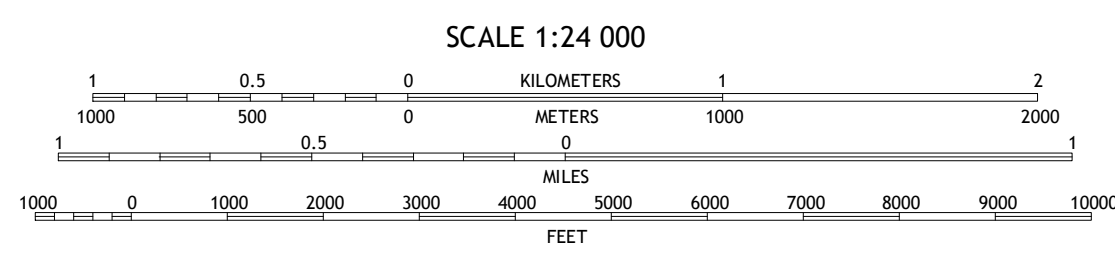 SCALE 1:24 000
1 0.5 0 KILOMETERS 1 2
1000 500 0 METERS 1000 2000
1 0.5 0 1
MILES
1000 0 1000 2000 3000 4000 5000 6000 7000 8000 9000 10000
FEET